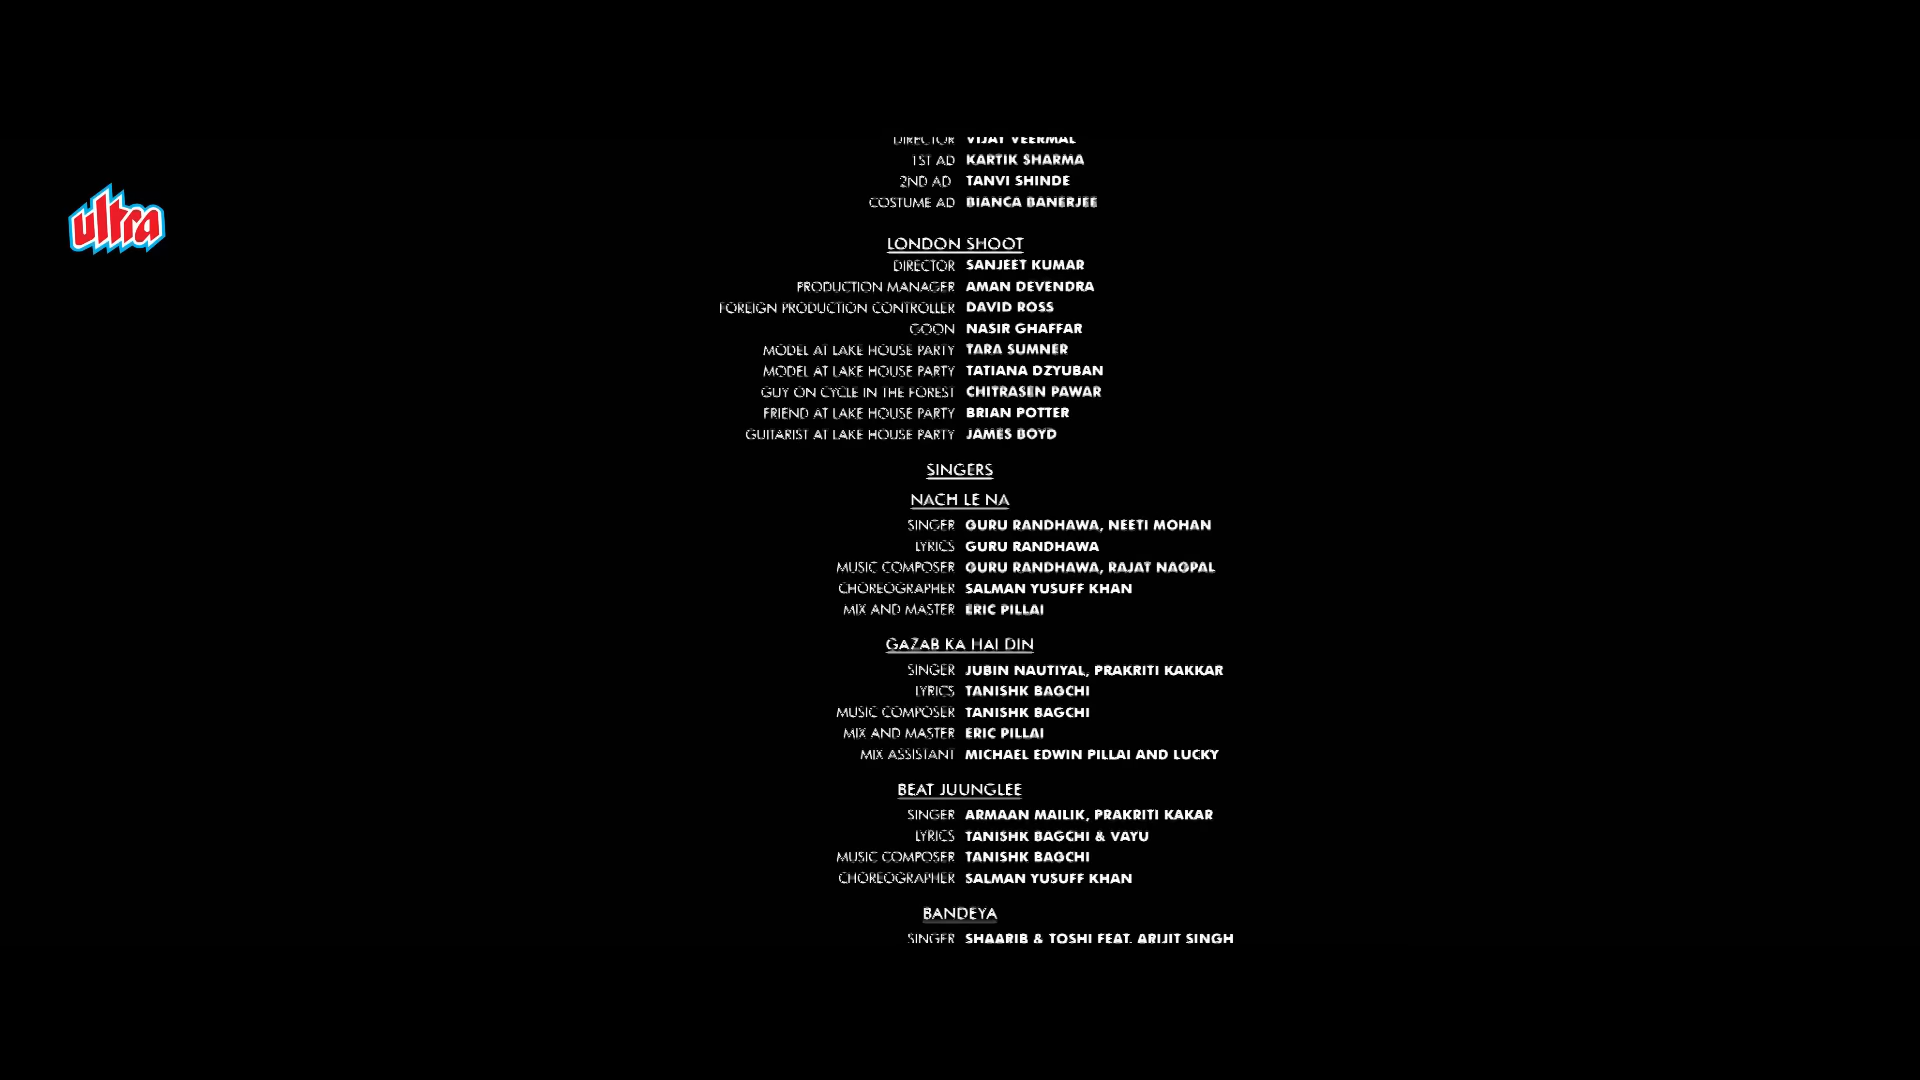 ultra
DIRECTOR VIJAY VEERMAL
1ST AD KARTIK SHARMA
2ND AD TANVI SHINDE
COSTUME AD BIANCA BANERJEE
LONDON SHOOT
DIRECTOR SANJEET KUMAR
PRODUCTION MANAGER AMAN DEVENDRA
FOREIGN PRODUCTION CONTROLLER DAVID ROSS
GOON NASIR GHAFFAR
MODEL AT LAKE HOUSE PARTY TARA SUMNER
MODEL AT LAKE HOUSE PARTY TATIANA DZYUBAN
GUY ON CYCLE IN THE FOREST CHITRASEN PAWAR
FRIEND AT LAKE HOUSE PARTY BRIAN POTTER
GUITARIST AT LAKE HOUSE PARTY JAMES BOYD
SINGERS
NACH LE NA
SINGER GURU RANDHAWA, NEETI MOHAN
LYRICS GURU RANDHAWA
MUSIC COMPOSER GURU RANDHAWA, RAJAT NAGPAL
CHOREOGRAPHER SALMAN YUSUFF KHAN
MIX AND MASTER ERIC PILLAI
GAZAB KA HAI DIN
SINGER JUBIN NAUTIYAL, PRAKRITI KAKKAR
LYRICS TANISHK BAGCHI
MUSIC COMPOSER TANISHK BAGCHI
MIX AND MASTER ERIC PILLAI
MIX ASSISTANT MICHAEL EDWIN PILLAI AND LUCKY
BEAT JUUNGLEE
SINGER ARMAAN MAILIK, PRAKRITI KAKAR
LYRICS TANISHK BAGCHI & VAYU
MUSIC COMPOSER TANISHK BAGCHI
CHOREOGRAPHER SALMAN YUSUFF KHAN
BANDEYA
SINGER SHAARIB & TOSHI FEAT. ARIJIT SINGH